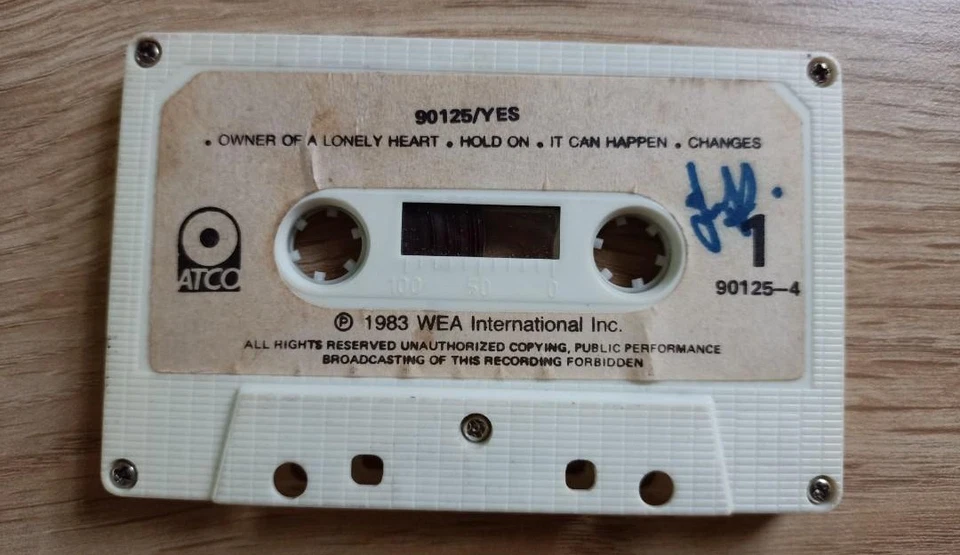 90125/YES
• OWNER OF A LONELY HEART • HOLD ON • IT CAN HAPPEN • CHANGES
ATCO
1
90125–4
100 50 0
℗ 1983 WEA International Inc.
ALL RIGHTS RESERVED UNAUTHORIZED COPYING, PUBLIC PERFORMANCE
BROADCASTING OF THIS RECORDING FORBIDDEN